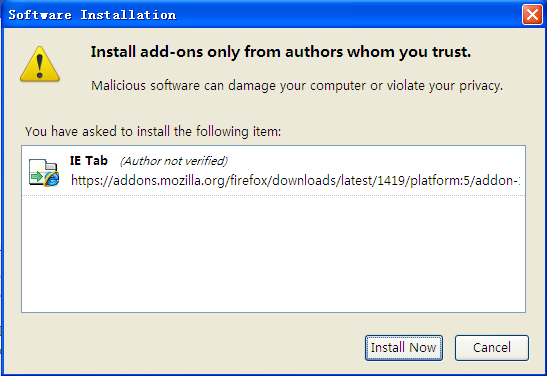 Software Installation
Install add-ons only from authors whom you trust.
Malicious software can damage your computer or violate your privacy.
You have asked to install the following item:
IE Tab (Author not verified)
https://addons.mozilla.org/firefox/downloads/latest/1419/platform:5/addon-
Install Now Cancel